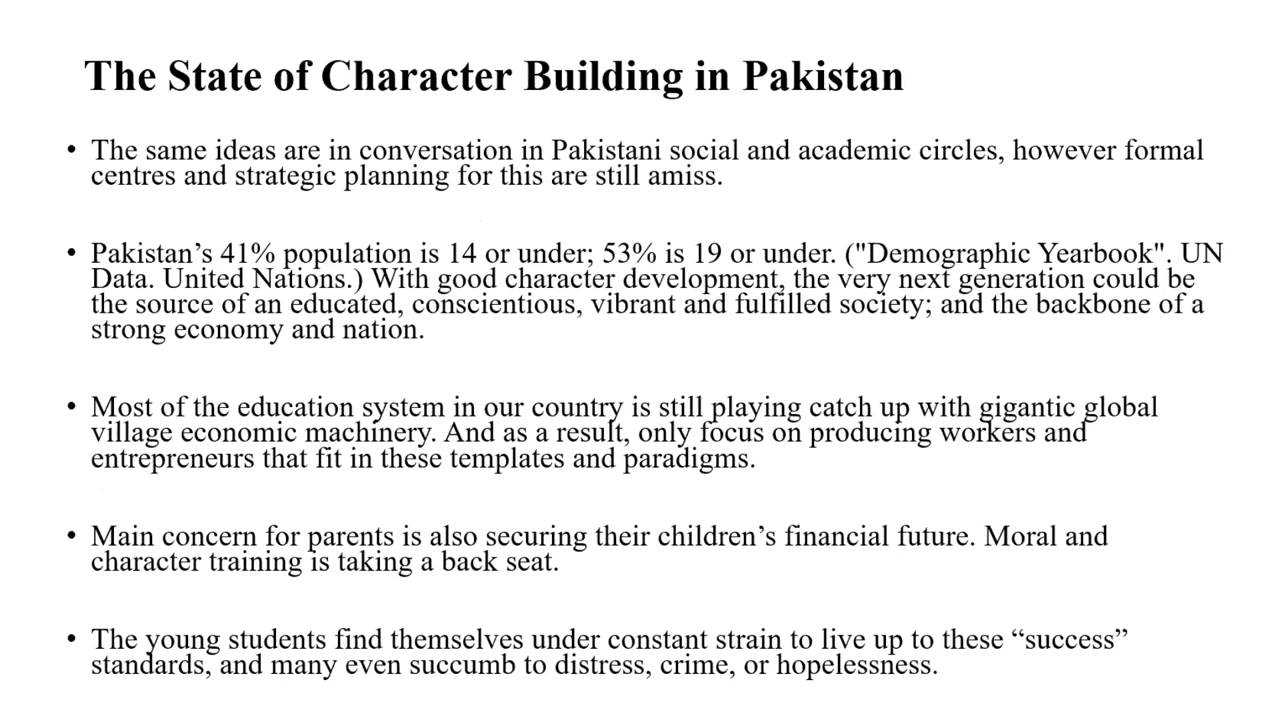 The State of Character Building in Pakistan
• The same ideas are in conversation in Pakistani social and academic circles, however formal
centres and strategic planning for this are still amiss.
• Pakistan’s 41% population is 14 or under; 53% is 19 or under. ("Demographic Yearbook". UN
Data. United Nations.) With good character development, the very next generation could be
the source of an educated, conscientious, vibrant and fulfilled society; and the backbone of a
strong economy and nation.
• Most of the education system in our country is still playing catch up with gigantic global
village economic machinery. And as a result, only focus on producing workers and
entrepreneurs that fit in these templates and paradigms.
• Main concern for parents is also securing their children’s financial future. Moral and
character training is taking a back seat.
• The young students find themselves under constant strain to live up to these “success”
standards, and many even succumb to distress, crime, or hopelessness.